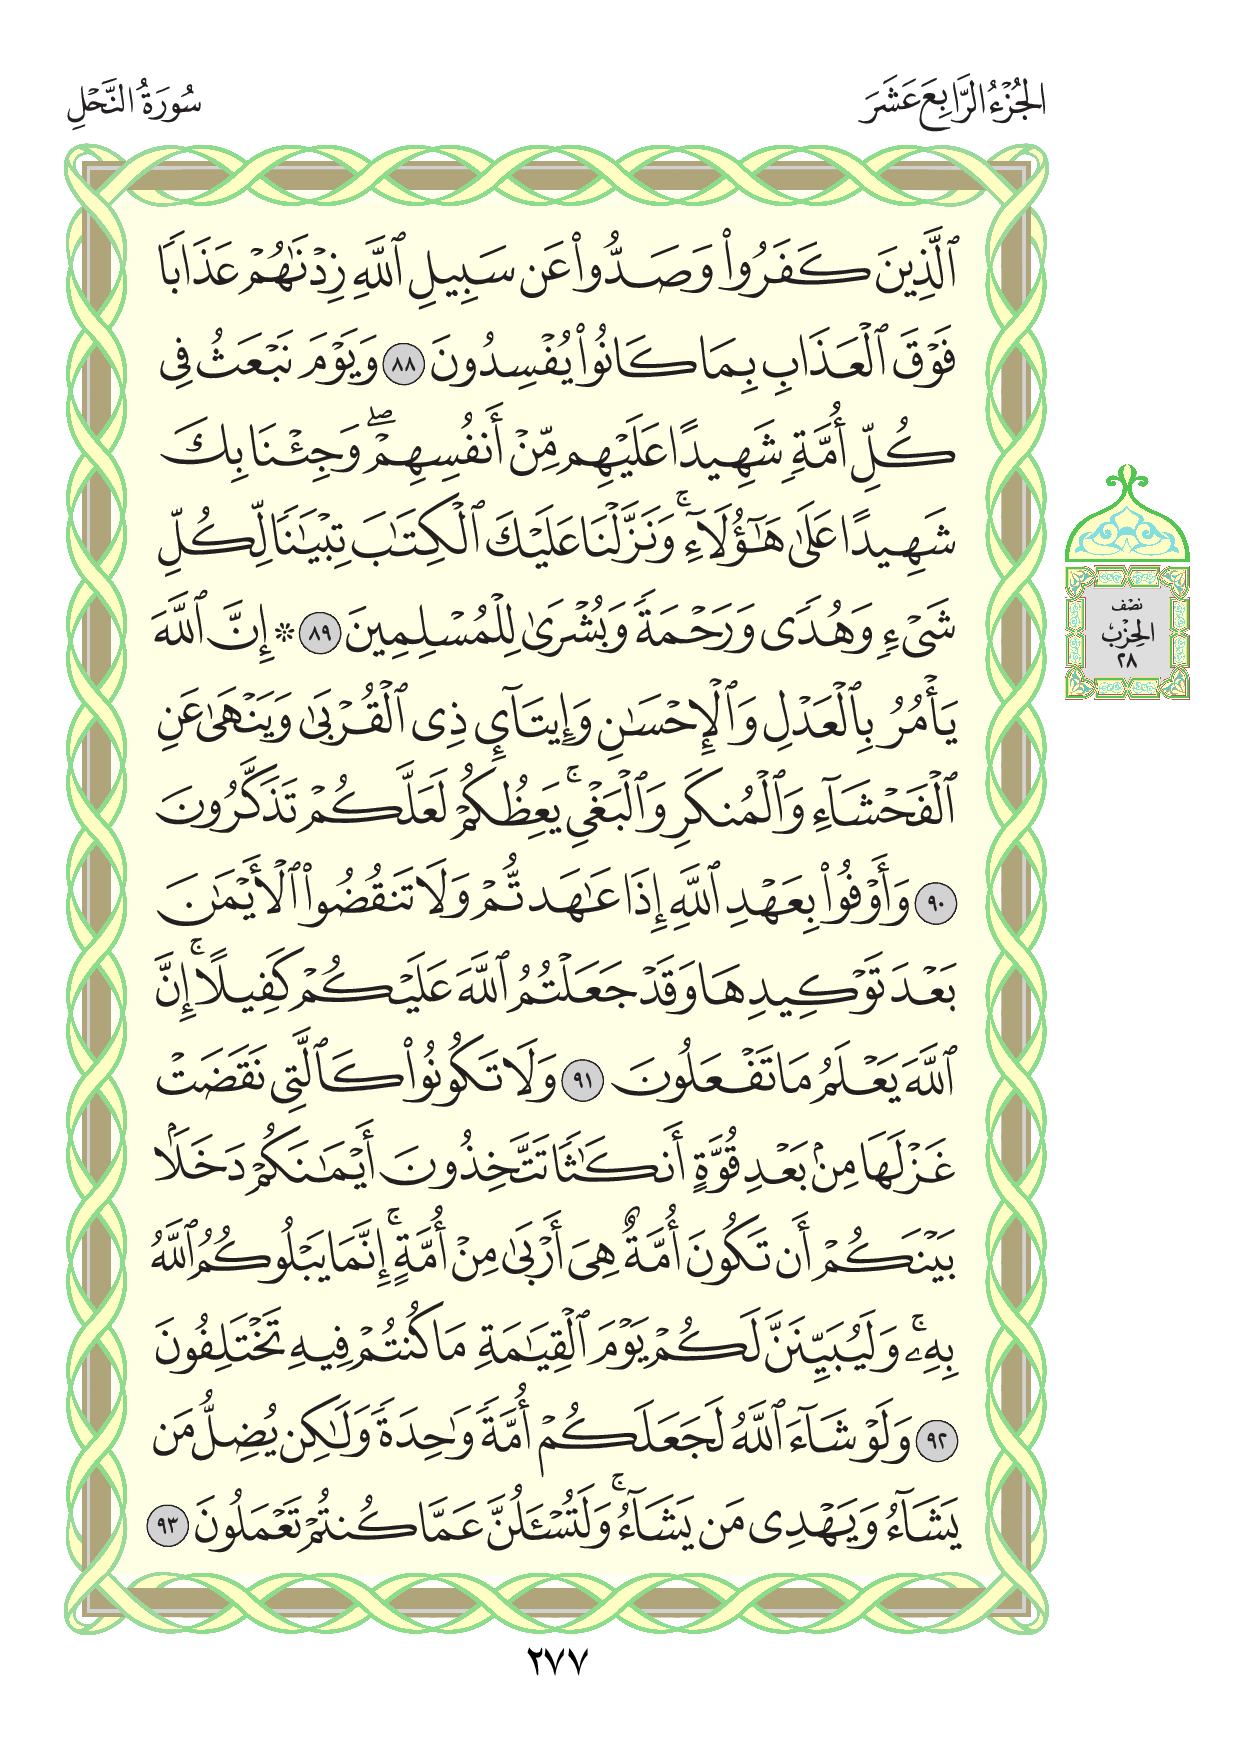 الجُزْءُ الرَّابِعَ عَشَرَ
سُورَةُ النَّحْلِ
ٱلَّذِينَ كَفَرُواْ وَصَدُّواْ عَن سَبِيلِ ٱللَّهِ زِدْنَٰهُمْ عَذَابًا
فَوْقَ ٱلْعَذَابِ بِمَا كَانُواْ يُفْسِدُونَ ٨٨ وَيَوْمَ نَبْعَثُ فِى
كُلِّ أُمَّةٍ شَهِيدًا عَلَيْهِم مِّنْ أَنفُسِهِمْۖ وَجِئْنَا بِكَ
شَهِيدًا عَلَىٰ هَٰٓؤُلَآءِۚ وَنَزَّلْنَا عَلَيْكَ ٱلْكِتَٰبَ تِبْيَٰنًا لِّكُلِّ
شَىْءٍ وَهُدًى وَرَحْمَةً وَبُشْرَىٰ لِلْمُسْلِمِينَ ٨٩ ۞ إِنَّ ٱللَّهَ
يَأْمُرُ بِٱلْعَدْلِ وَٱلْإِحْسَٰنِ وَإِيتَآئِ ذِى ٱلْقُرْبَىٰ وَيَنْهَىٰ عَنِ
ٱلْفَحْشَآءِ وَٱلْمُنكَرِ وَٱلْبَغْىِۚ يَعِظُكُمْ لَعَلَّكُمْ تَذَكَّرُونَ
٩٠ وَأَوْفُواْ بِعَهْدِ ٱللَّهِ إِذَا عَٰهَدتُّمْ وَلَا تَنقُضُواْ ٱلْأَيْمَٰنَ
بَعْدَ تَوْكِيدِهَا وَقَدْ جَعَلْتُمُ ٱللَّهَ عَلَيْكُمْ كَفِيلًاۚ إِنَّ
ٱللَّهَ يَعْلَمُ مَا تَفْعَلُونَ ٩١ وَلَا تَكُونُواْ كَٱلَّتِى نَقَضَتْ
غَزْلَهَا مِنۢ بَعْدِ قُوَّةٍ أَنكَٰثًا تَتَّخِذُونَ أَيْمَٰنَكُمْ دَخَلًۢا
بَيْنَكُمْ أَن تَكُونَ أُمَّةٌ هِىَ أَرْبَىٰ مِنْ أُمَّةٍۚ إِنَّمَا يَبْلُوكُمُ ٱللَّهُ
بِهِۦۚ وَلَيُبَيِّنَنَّ لَكُمْ يَوْمَ ٱلْقِيَٰمَةِ مَا كُنتُمْ فِيهِ تَخْتَلِفُونَ
٩٢ وَلَوْ شَآءَ ٱللَّهُ لَجَعَلَكُمْ أُمَّةً وَٰحِدَةً وَلَٰكِن يُضِلُّ مَن
يَشَآءُ وَيَهْدِى مَن يَشَآءُۚ وَلَتُسْـَٔلُنَّ عَمَّا كُنتُمْ تَعْمَلُونَ ٩٣
نصْف
الحِزْبُ
٢٨
٢٧٧